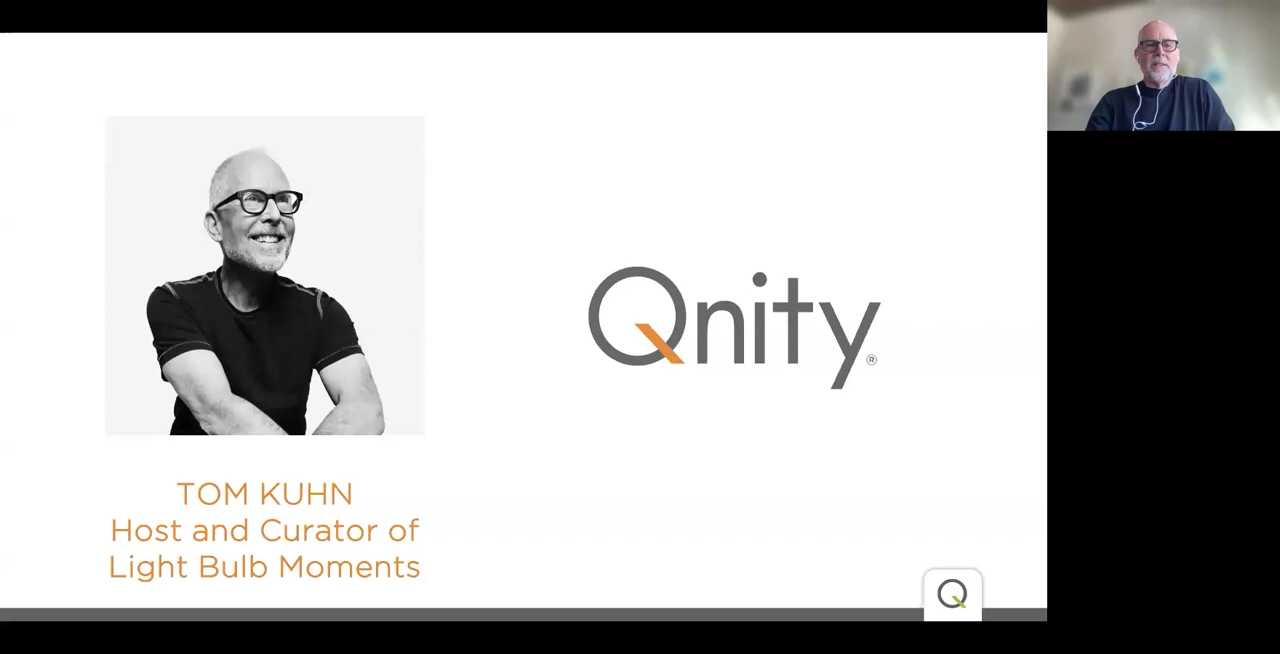 Qnity®
TOM KUHN
Host and Curator of
Light Bulb Moments
Q